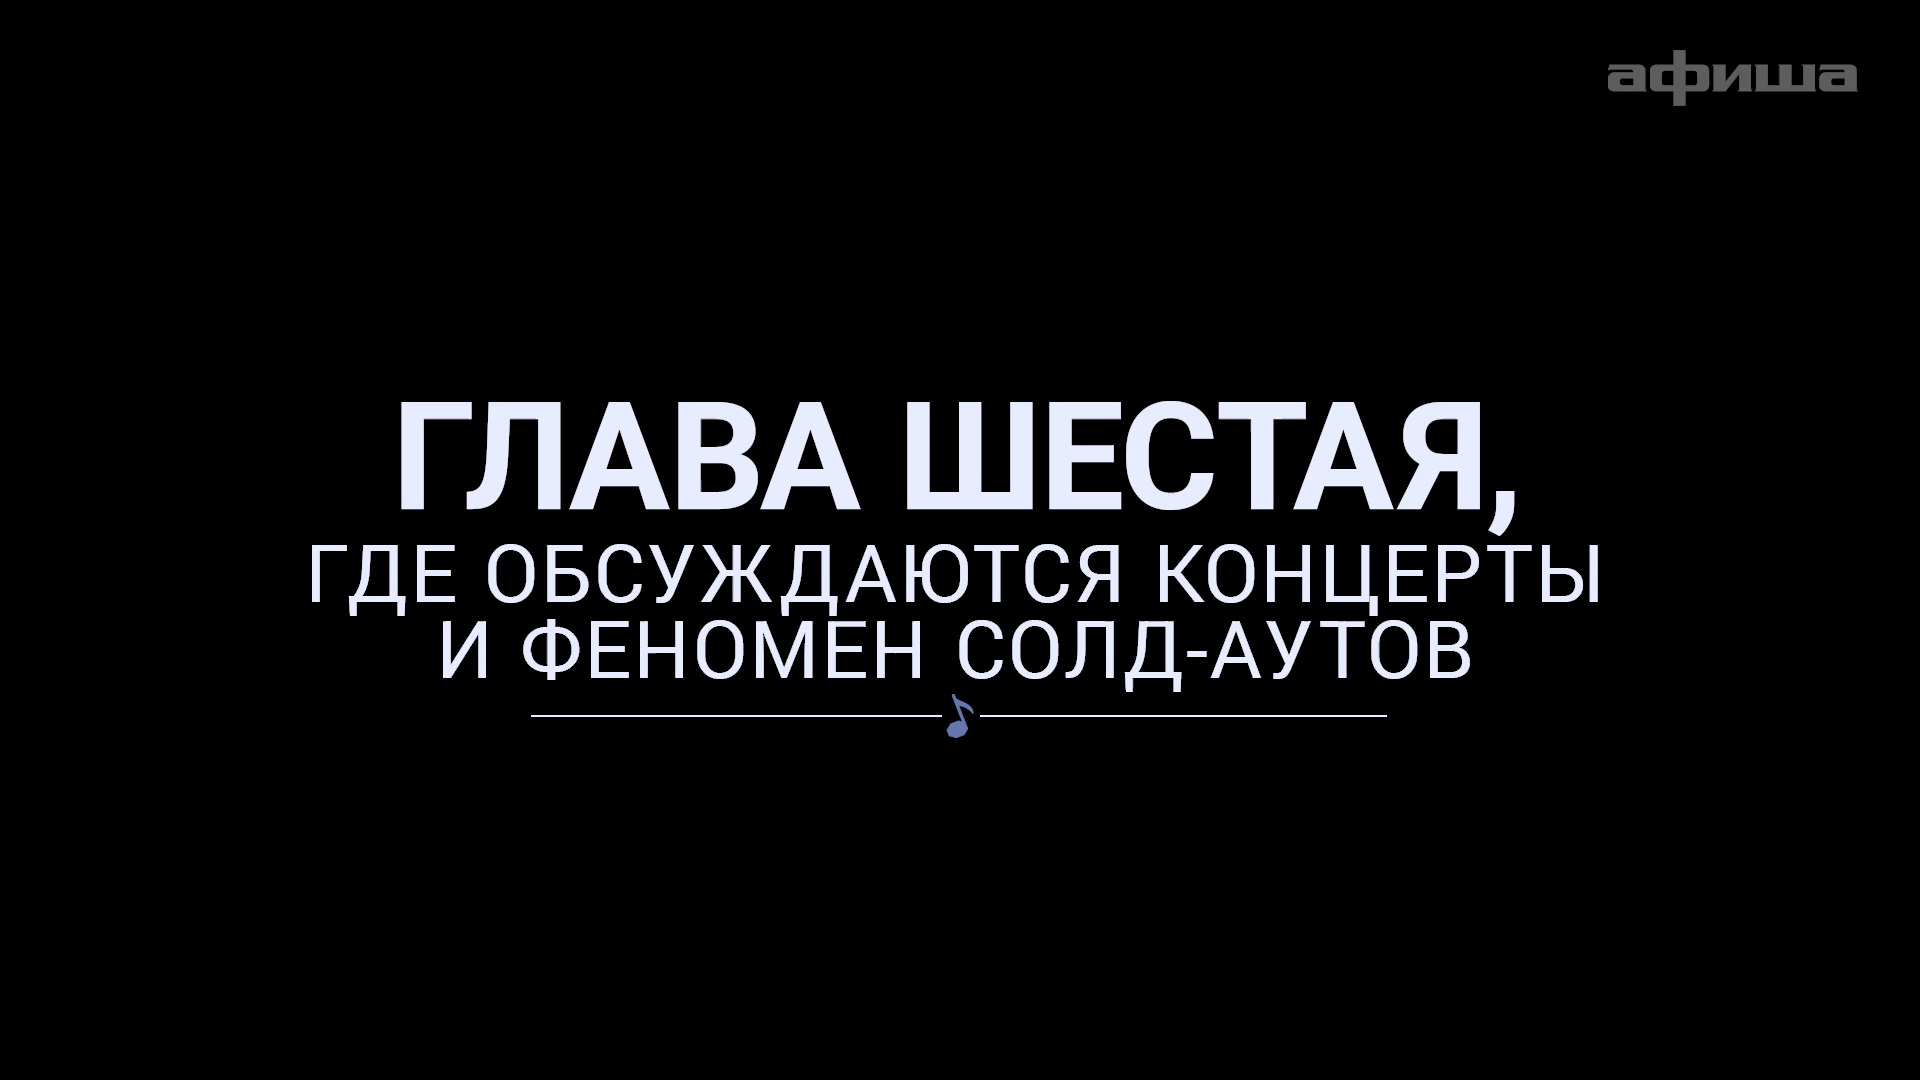 афиша
ГЛАВА ШЕСТАЯ,
ГДЕ ОБСУЖДАЮТСЯ КОНЦЕРТЫ
И ФЕНОМЕН СОЛД-АУТОВ